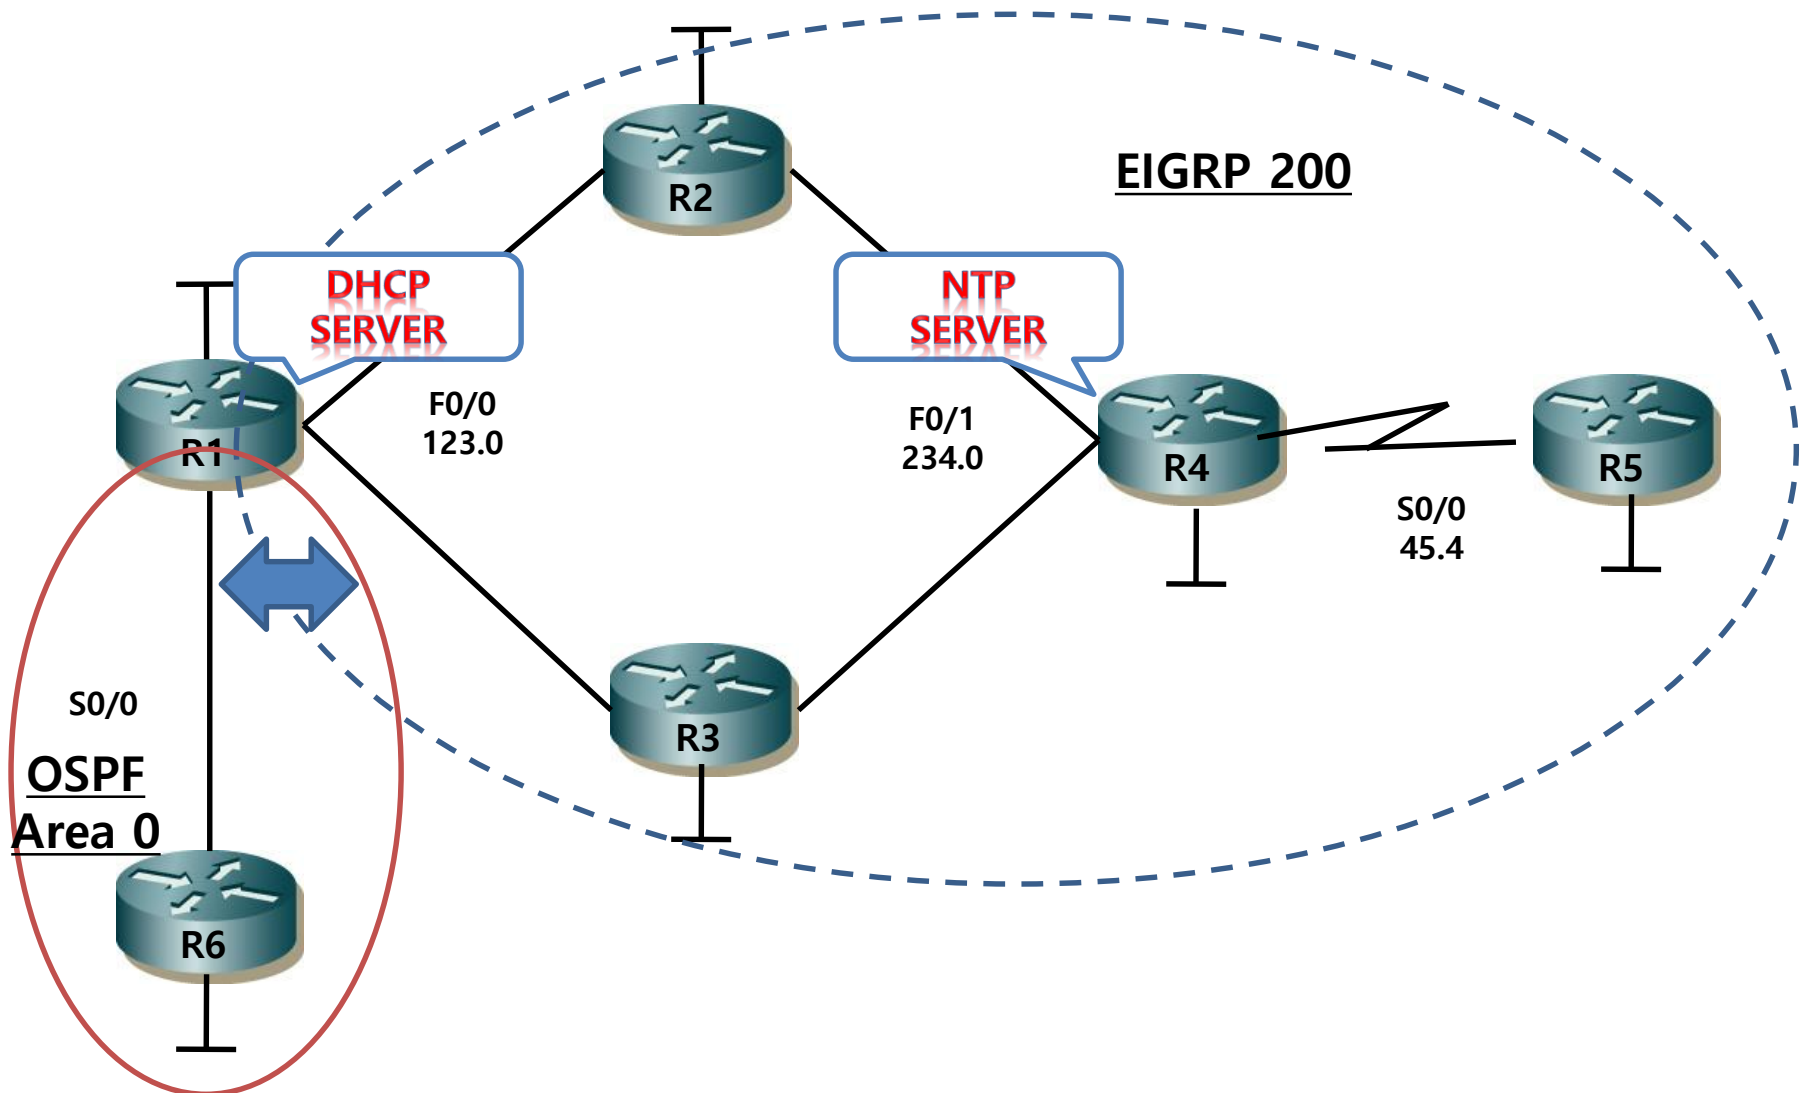 R2
EIGRP 200
DHCP
SERVER
NTP
SERVER
F0/0
123.0
F0/1
234.0
R1
R4
R5
S0/0
45.4
S0/0
R3
OSPF
Area 0
R6